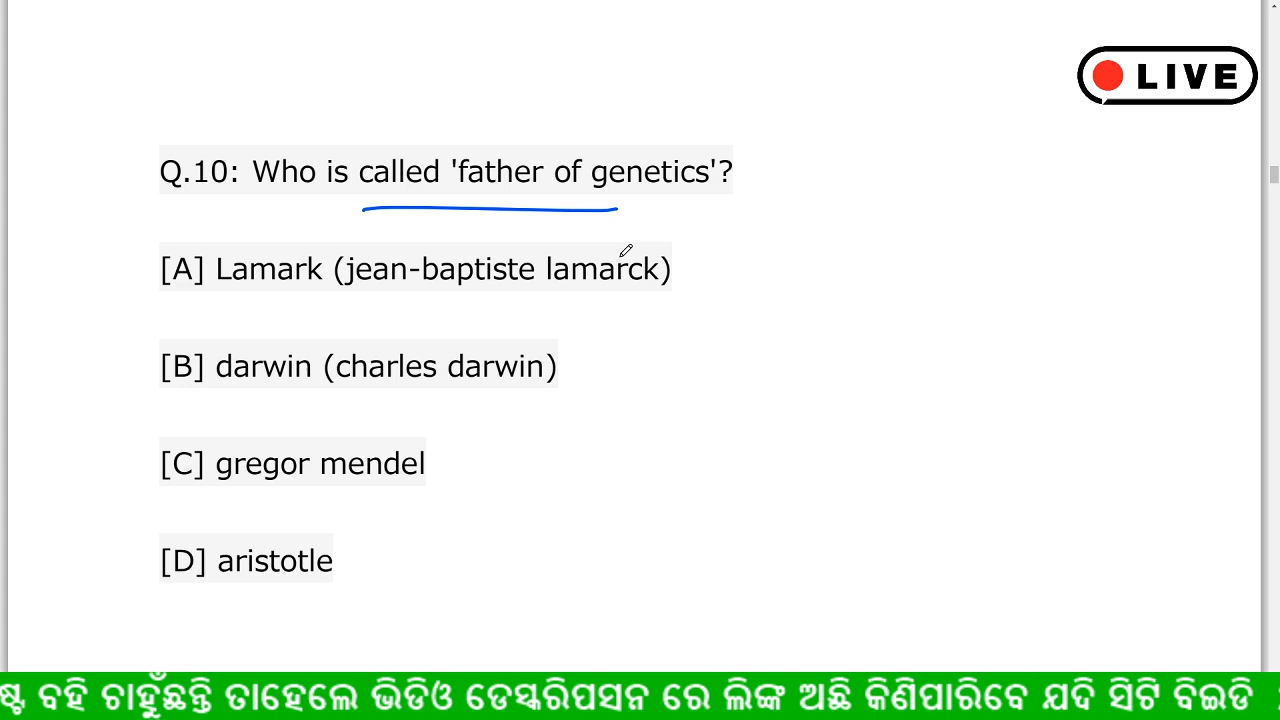 LIVE
Q.10: Who is called 'father of genetics'?
[A] Lamark (jean-baptiste lamarck)
[B] darwin (charles darwin)
[C] gregor mendel
[D] aristotle
ବହି ଚାହୁଁଛନ୍ତି ତାହେଲେ ଭିଡିଓ ଡେସ୍କରିପସନ ରେ ଲିଙ୍କ ଅଛି କିଣିପାରିବେ ଯଦି ସିଟି ବିଇଡି